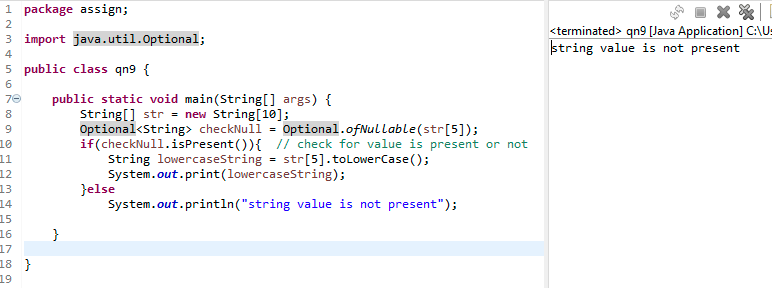 1 package assign;
2
3 import java.util.Optional;
4
5 public class qn9 {
6
7 public static void main(String[] args) {
8 String[] str = new String[10];
9 Optional<String> checkNull = Optional.ofNullable(str[5]);
10 if(checkNull.isPresent()){ // check for value is present or not
11 String lowercaseString = str[5].toLowerCase();
12 System.out.print(lowercaseString);
13 }else
14 System.out.println("string value is not present");
15
16 }
17
18 }
19
<terminated> qn9 [Java Application] C:\Us
string value is not present